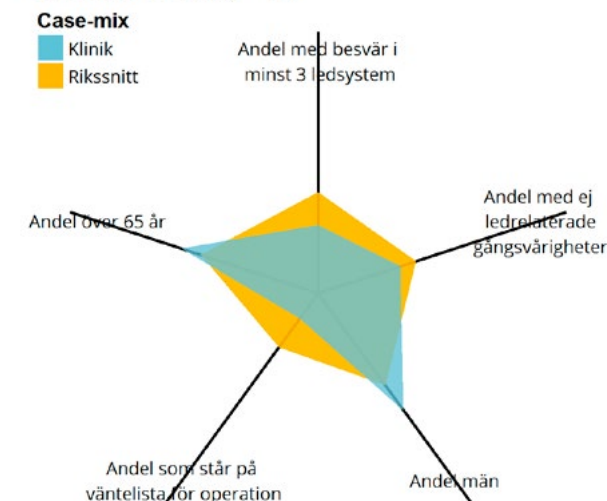 Case-mix
Klinik
Rikssnitt
Andel med besvär i
minst 3 ledsystem
Andel med ej
ledrelaterade
gångsvårigheter
Andel över 65 år
Andel som står på
väntelista för operation
Andel män